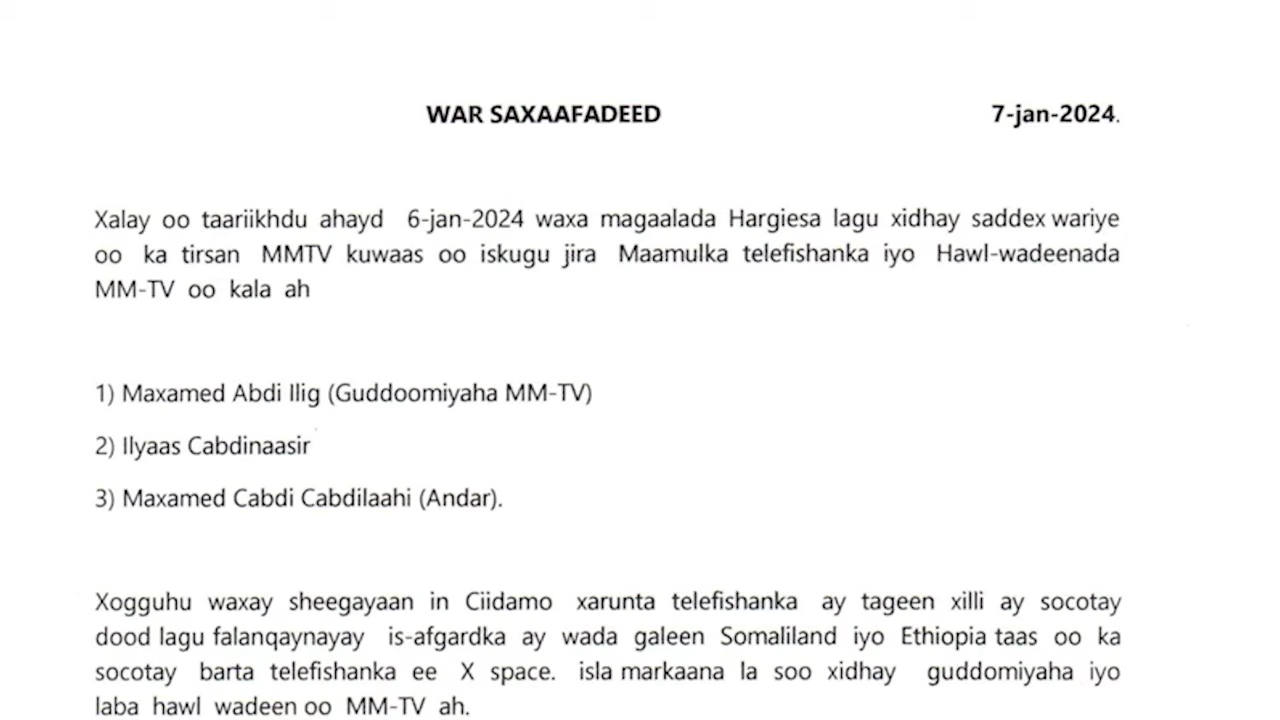 WAR SAXAAFADEED 7-jan-2024.
Xalay oo taariikhdu ahayd 6-jan-2024 waxa magaalada Hargiesa lagu xidhay saddex wariye
oo ka tirsan MMTV kuwaas oo iskugu jira Maamulka telefishanka iyo Hawl-wadeenada
MM-TV oo kala ah
1) Maxamed Abdi Ilig (Guddoomiyaha MM-TV)
2) Ilyaas Cabdinaasir
3) Maxamed Cabdi Cabdilaahi (Andar).
Xogguhu waxay sheegayaan in Ciidamo xarunta telefishanka ay tageen xilli ay socotay
dood lagu falanqaynayay is-afgardka ay wada galeen Somaliland iyo Ethiopia taas oo ka
socotay barta telefishanka ee X space. isla markaana la soo xidhay guddomiyaha iyo
laba hawl wadeen oo MM-TV ah.